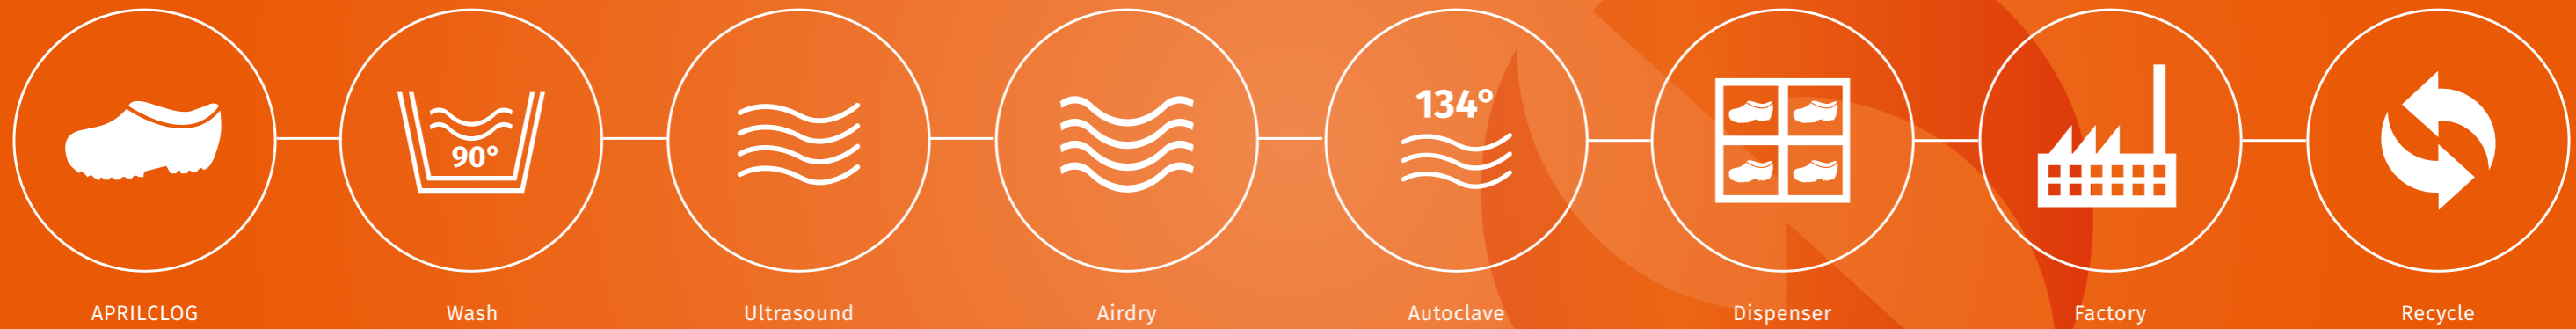 90°
134°
APRILCLOG
Wash
Ultrasound
Airdry
Autoclave
Dispenser
Factory
Recycle